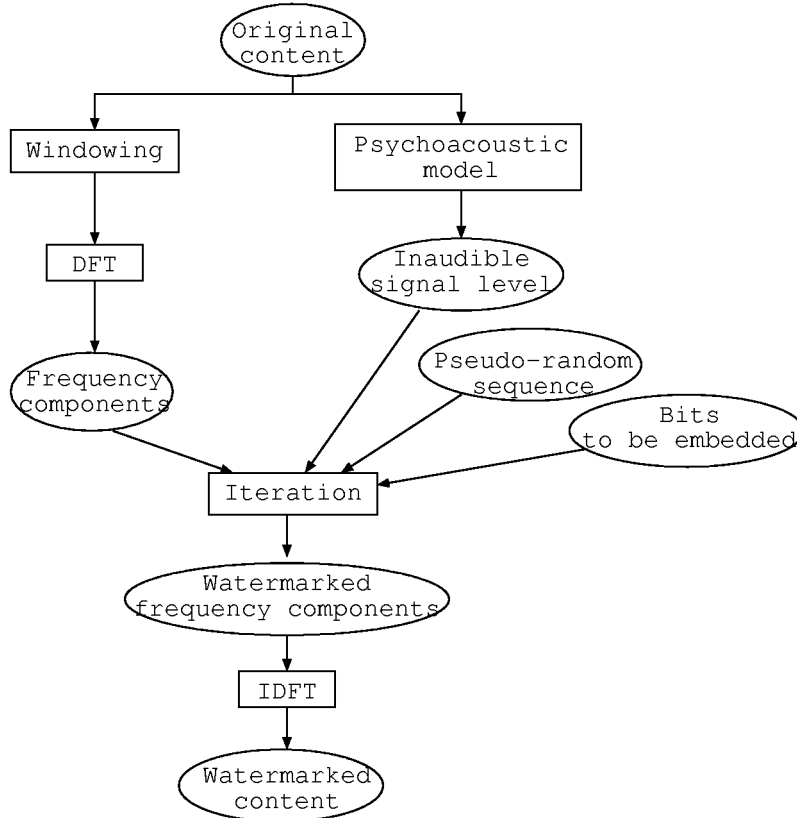 Original
content
Windowing
Psychoacoustic
model
DFT
Inaudible
signal level
Frequency
components
Pseudo-random
sequence
Bits
to be embedded
Iteration
Watermarked
frequency components
IDFT
Watermarked
content